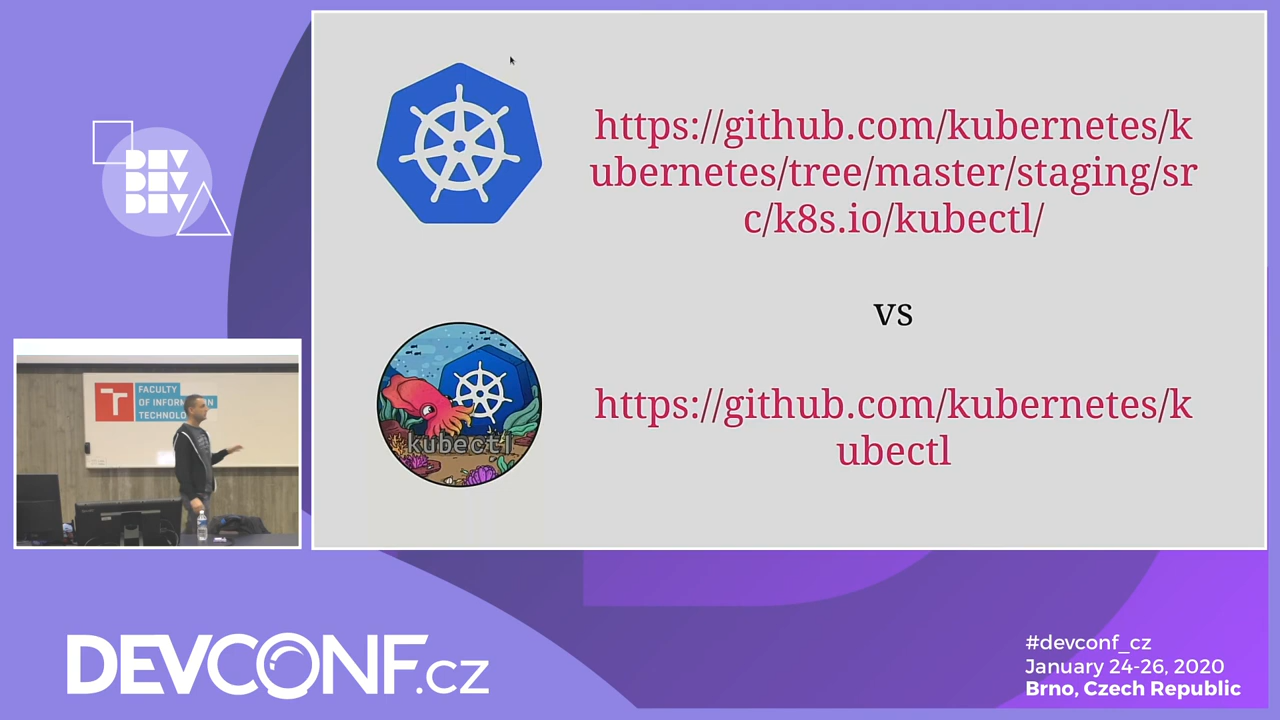 https://github.com/kubernetes/k
ubernetes/tree/master/staging/sr
c/k8s.io/kubectl/
vs
kubectl
https://github.com/kubernetes/k
ubectl
DEV
DEV
DEV
FACULTY
OF INFORM ON
TECHNOLO
DEVCONF.cz
#devconf_cz
January 24-26, 2020
Brno, Czech Republic